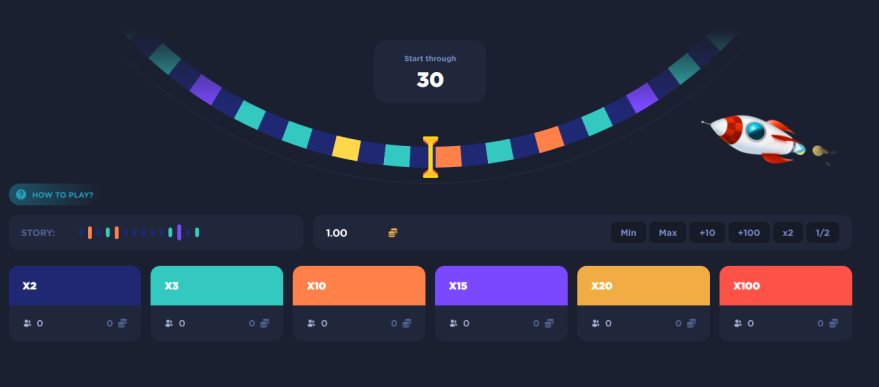 Start through
30
HOW TO PLAY?
STORY:
1.00
Min Max +10 +100 x2 1/2
X2 X3 X10 X15 X20 X100
0 0 0 0 0 0 0 0 0 0 0 0